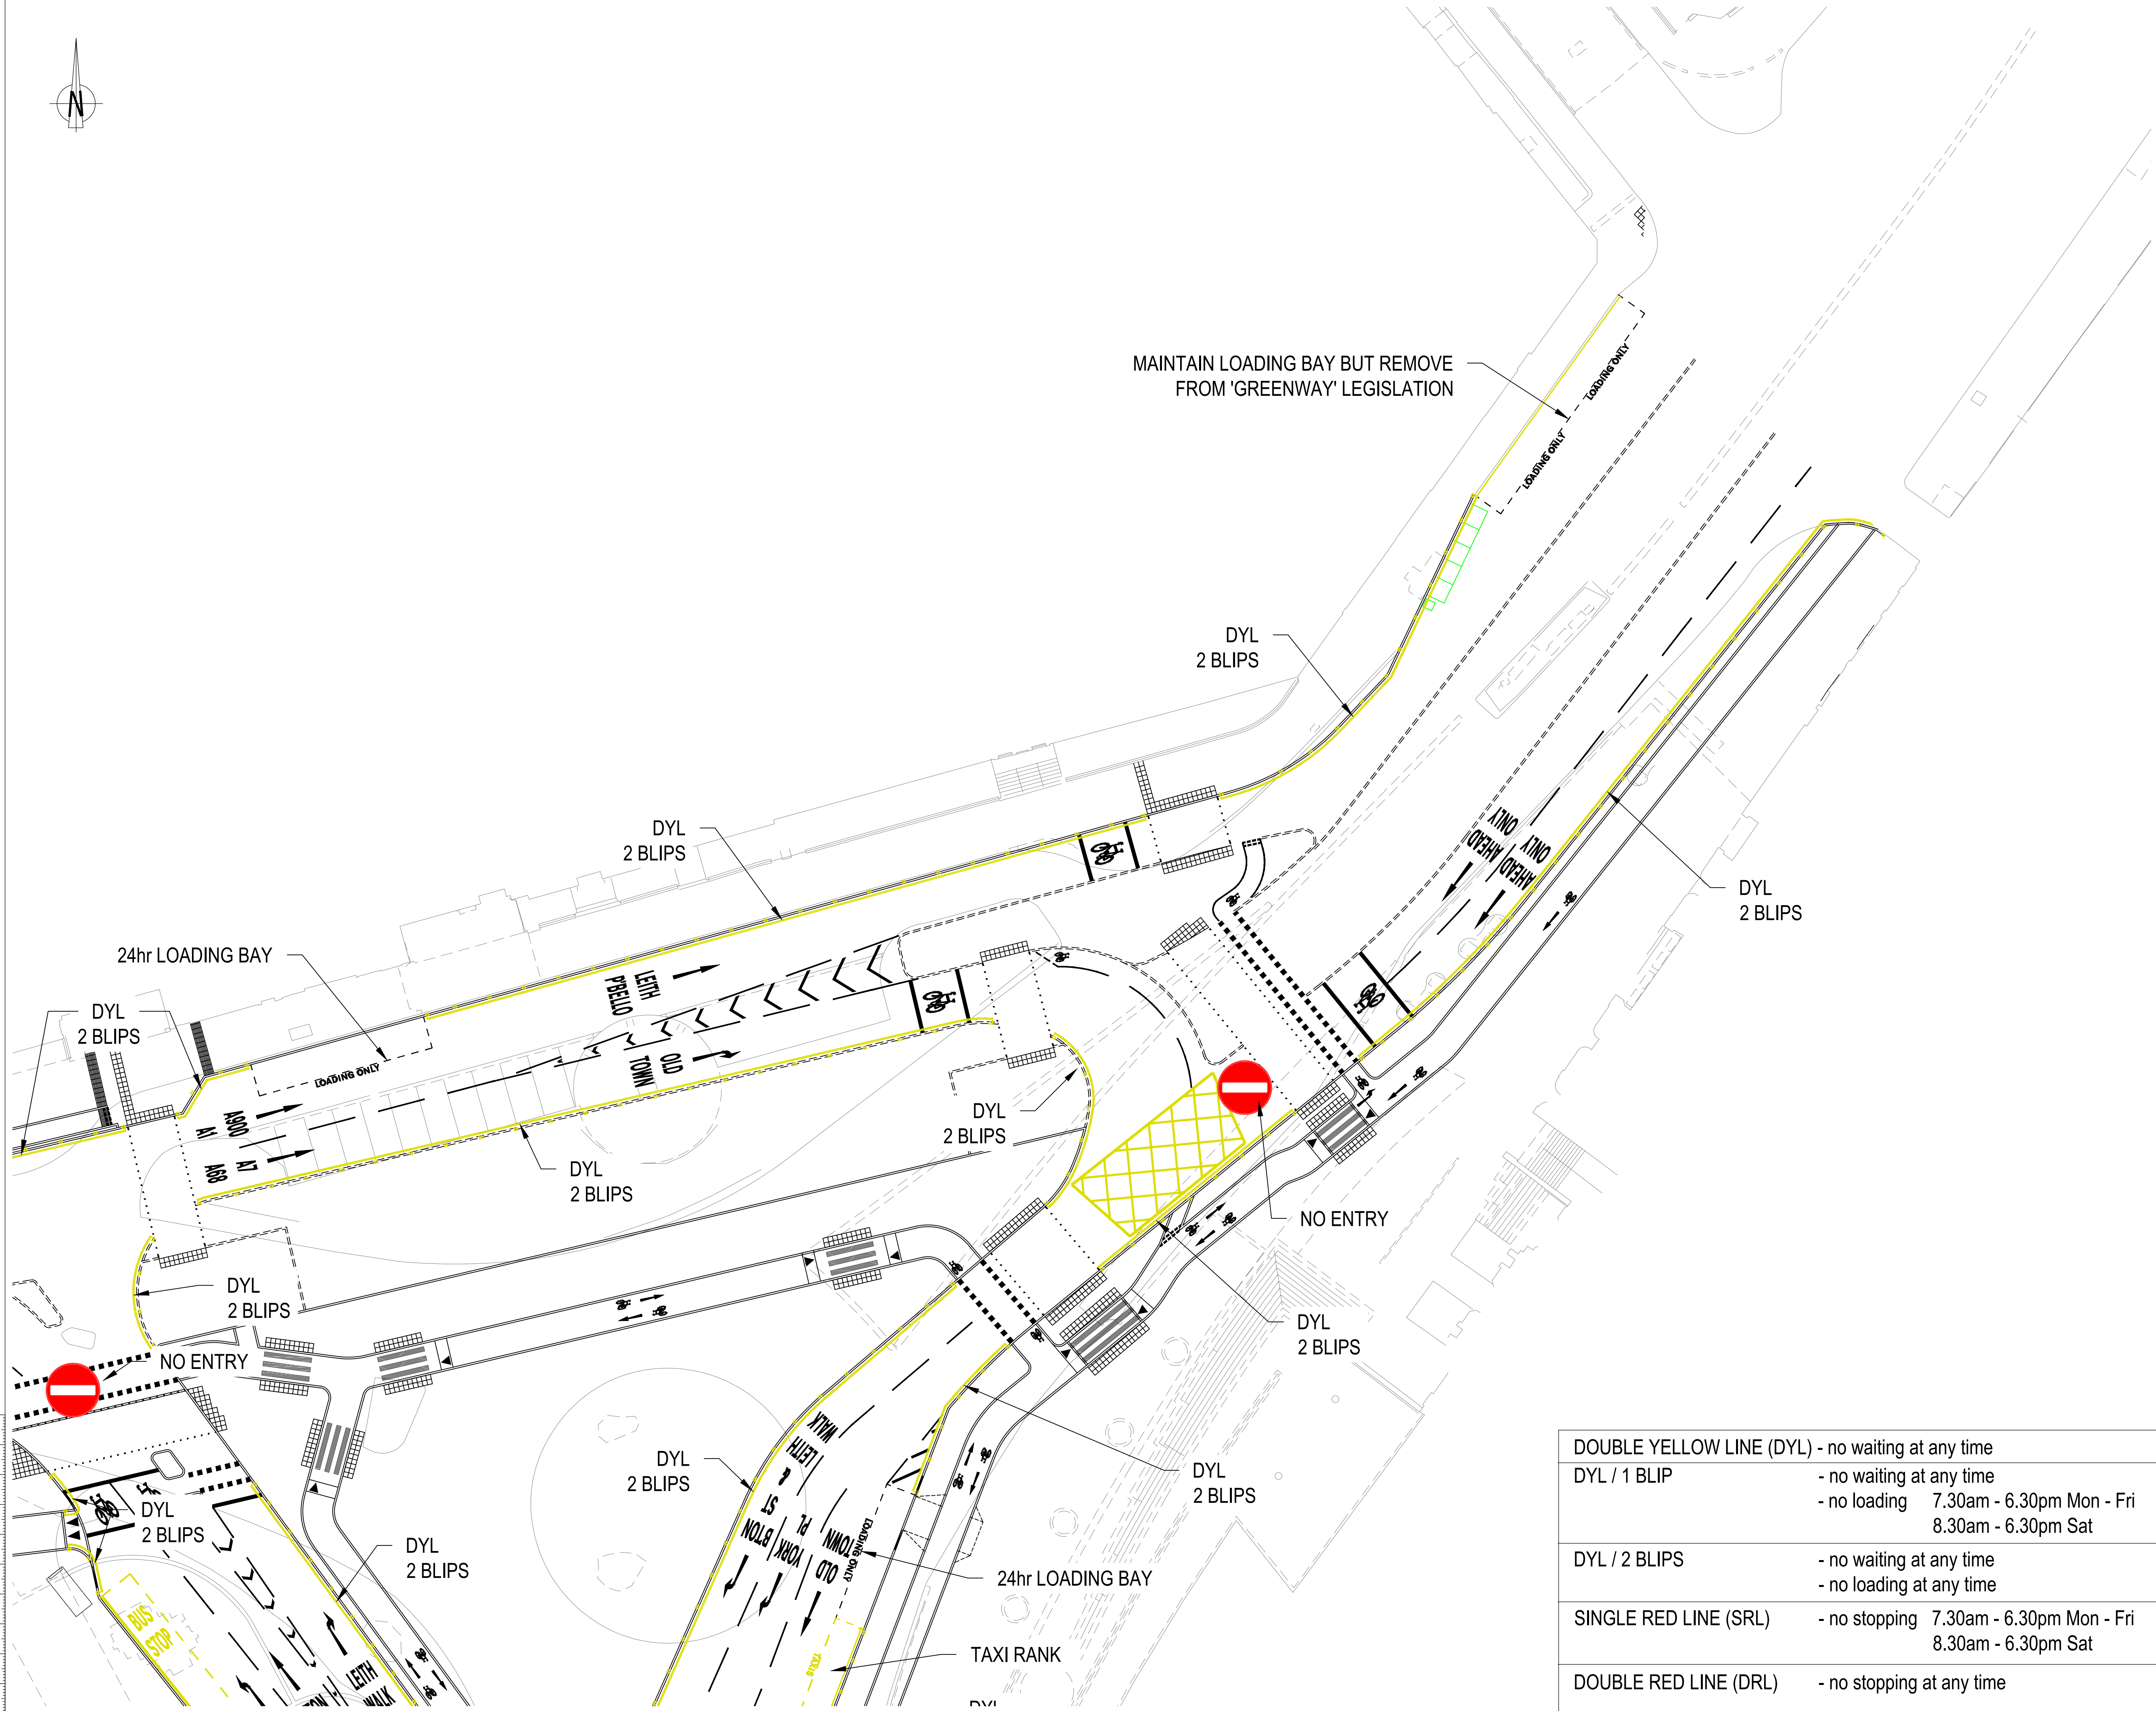 N
MAINTAIN LOADING BAY BUT REMOVE
FROM 'GREENWAY' LEGISLATION
LOADING ONLY
LOADING ONLY
DYL
2 BLIPS
DYL
2 BLIPS
AHEAD
ONLY
AHEAD
ONLY
DYL
2 BLIPS
24hr LOADING BAY
LEITH
P'BELLO
DYL
2 BLIPS
LOADING ONLY
OLD
TOWN
A900
A1
A7
A68
DYL
2 BLIPS
DYL
2 BLIPS
NO ENTRY
DYL
2 BLIPS
DYL
2 BLIPS
NO ENTRY
LEITH
WALK
DYL
2 BLIPS
DYL
2 BLIPS
B'TON
ST
YORK
PL
OLD
TOWN
LOADING ONLY
DYL
2 BLIPS
DYL
2 BLIPS
24hr LOADING BAY
BUS
STOP
TAXI RANK
TAXIS
LEITH
WALK
DYL
DOUBLE YELLOW LINE (DYL) - no waiting at any time
DYL / 1 BLIP - no waiting at any time
- no loading 7.30am - 6.30pm Mon - Fri
8.30am - 6.30pm Sat
DYL / 2 BLIPS - no waiting at any time
- no loading at any time
SINGLE RED LINE (SRL) - no stopping 7.30am - 6.30pm Mon - Fri
8.30am - 6.30pm Sat
DOUBLE RED LINE (DRL) - no stopping at any time